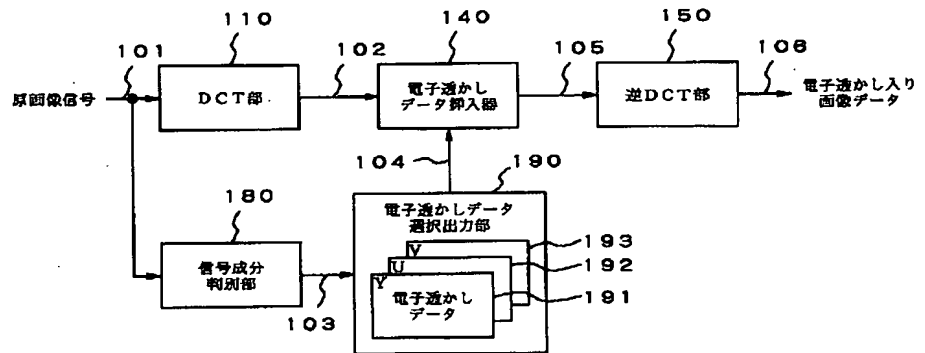 140
150
110
101
102
105
106
原画像信号
DCT部
電子透かし
データ挿入器
逆DCT部
電子透かし入り
画像データ
104
190
180
電子透かしデータ
選択出力部
193
V
192
U
信号成分
判別部
Y
電子透かし
データ
191
103